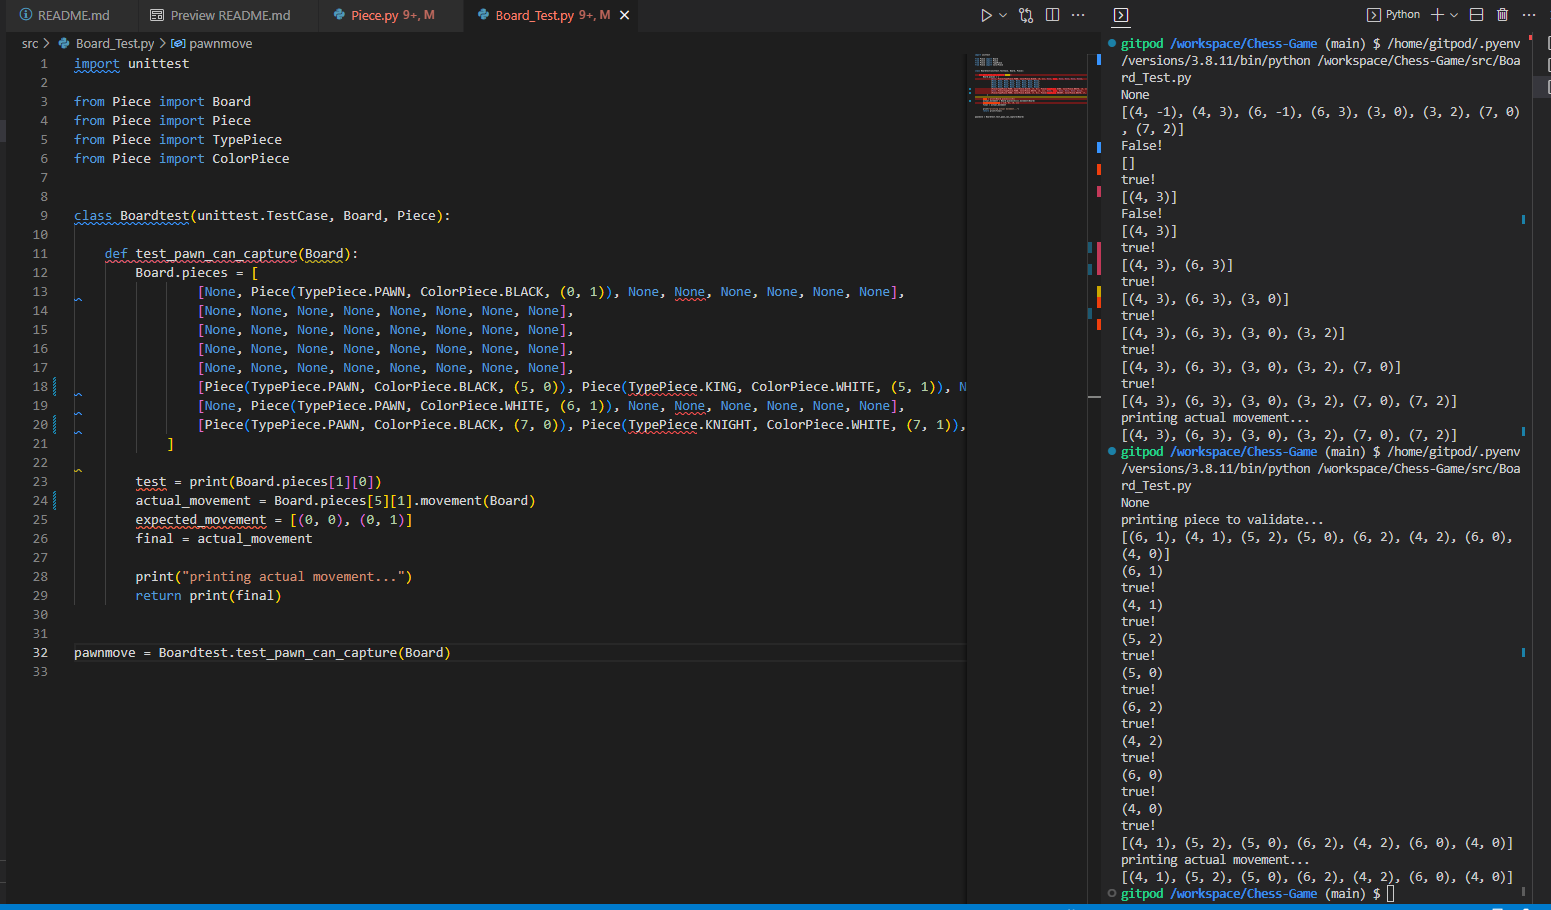 README.md
Preview README.md
Piece.py 9+, M
Board_Test.py 9+, M
Python
src > Board_Test.py > pawnmove
1 import unittest
2
3 from Piece import Board
4 from Piece import Piece
5 from Piece import TypePiece
6 from Piece import ColorPiece
7
8
9 class Boardtest(unittest.TestCase, Board, Piece):
10
11 def test_pawn_can_capture(Board):
12 Board.pieces = [
13 [None, Piece(TypePiece.PAWN, ColorPiece.BLACK, (0, 1)), None, None, None, None, None, None],
14 [None, None, None, None, None, None, None, None],
15 [None, None, None, None, None, None, None, None],
16 [None, None, None, None, None, None, None, None],
17 [None, None, None, None, None, None, None, None],
18 [Piece(TypePiece.PAWN, ColorPiece.BLACK, (5, 0)), Piece(TypePiece.KING, ColorPiece.WHITE, (5, 1)), N
19 [None, Piece(TypePiece.PAWN, ColorPiece.WHITE, (6, 1)), None, None, None, None, None, None],
20 [Piece(TypePiece.PAWN, ColorPiece.BLACK, (7, 0)), Piece(TypePiece.KNIGHT, ColorPiece.WHITE, (7, 1)),
21 ]
22
23 test = print(Board.pieces[1][0])
24 actual_movement = Board.pieces[5][1].movement(Board)
25 expected_movement = [(0, 0), (0, 1)]
26 final = actual_movement
27
28 print("printing actual movement...")
29 return print(final)
30
31
32 pawnmove = Boardtest.test_pawn_can_capture(Board)
33
gitpod /workspace/Chess-Game (main) $ /home/gitpod/.pyenv
/versions/3.8.11/bin/python /workspace/Chess-Game/src/Boa
rd_Test.py
None
[(4, -1), (4, 3), (6, -1), (6, 3), (3, 0), (3, 2), (7, 0)
, (7, 2)]
False!
[]
true!
[(4, 3)]
False!
[(4, 3)]
true!
[(4, 3), (6, 3)]
true!
[(4, 3), (6, 3), (3, 0)]
true!
[(4, 3), (6, 3), (3, 0), (3, 2)]
true!
[(4, 3), (6, 3), (3, 0), (3, 2), (7, 0)]
true!
[(4, 3), (6, 3), (3, 0), (3, 2), (7, 0), (7, 2)]
printing actual movement...
[(4, 3), (6, 3), (3, 0), (3, 2), (7, 0), (7, 2)]
gitpod /workspace/Chess-Game (main) $ /home/gitpod/.pyenv
/versions/3.8.11/bin/python /workspace/Chess-Game/src/Boa
rd_Test.py
None
printing piece to validate...
[(6, 1), (4, 1), (5, 2), (5, 0), (6, 2), (4, 2), (6, 0),
(4, 0)]
(6, 1)
true!
(4, 1)
true!
(5, 2)
true!
(5, 0)
true!
(6, 2)
true!
(4, 2)
true!
(6, 0)
true!
(4, 0)
true!
[(4, 1), (5, 2), (5, 0), (6, 2), (4, 2), (6, 0), (4, 0)]
printing actual movement...
[(4, 1), (5, 2), (5, 0), (6, 2), (4, 2), (6, 0), (4, 0)]
gitpod /workspace/Chess-Game (main) $